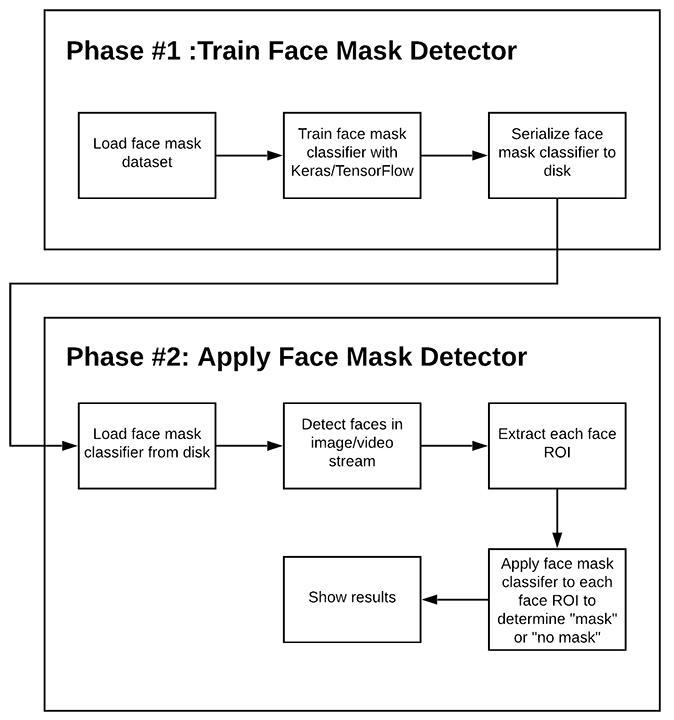 Phase #1 :Train Face Mask Detector
Load face mask
dataset
Train face mask
classifier with
Keras/TensorFlow
Serialize face
mask classifier to
disk
Phase #2: Apply Face Mask Detector
Load face mask
classifier from disk
Detect faces in
image/video
stream
Extract each face
ROI
Apply face mask
classifer to each
face ROI to
determine "mask"
or "no mask"
Show results